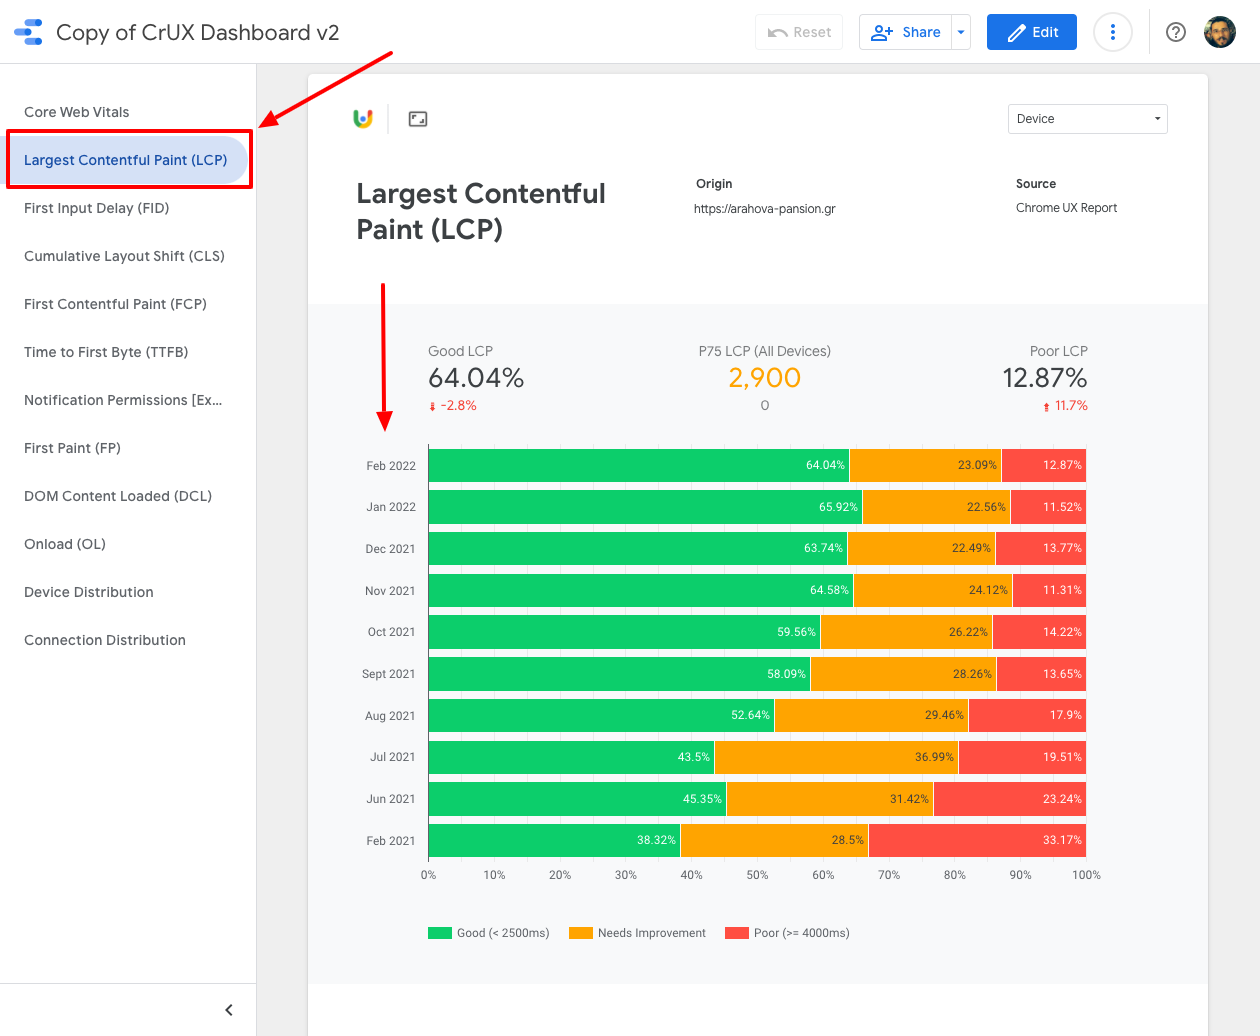 Copy of CrUX Dashboard v2
Reset
Share
Edit
Core Web Vitals
Largest Contentful Paint (LCP)
First Input Delay (FID)
Cumulative Layout Shift (CLS)
First Contentful Paint (FCP)
Time to First Byte (TTFB)
Notification Permissions [Ex...
First Paint (FP)
DOM Content Loaded (DCL)
Onload (OL)
Device Distribution
Connection Distribution
Device
Largest Contentful
Paint (LCP)
Origin
https://arahova-pansion.gr
Source
Chrome UX Report
Good LCP
64.04%
-2.8%
P75 LCP (All Devices)
2,900
0
Poor LCP
12.87%
11.7%
Feb 2022 64.04% 23.09% 12.87%
Jan 2022 65.92% 22.56% 11.52%
Dec 2021 63.74% 22.49% 13.77%
Nov 2021 64.58% 24.12% 11.31%
Oct 2021 59.56% 26.22% 14.22%
Sept 2021 58.09% 28.26% 13.65%
Aug 2021 52.64% 29.46% 17.9%
Jul 2021 43.5% 36.99% 19.51%
Jun 2021 45.35% 31.42% 23.24%
Feb 2021 38.32% 28.5% 33.17%
0% 10% 20% 30% 40% 50% 60% 70% 80% 90% 100%
Good (< 2500ms) Needs Improvement Poor (>= 4000ms)